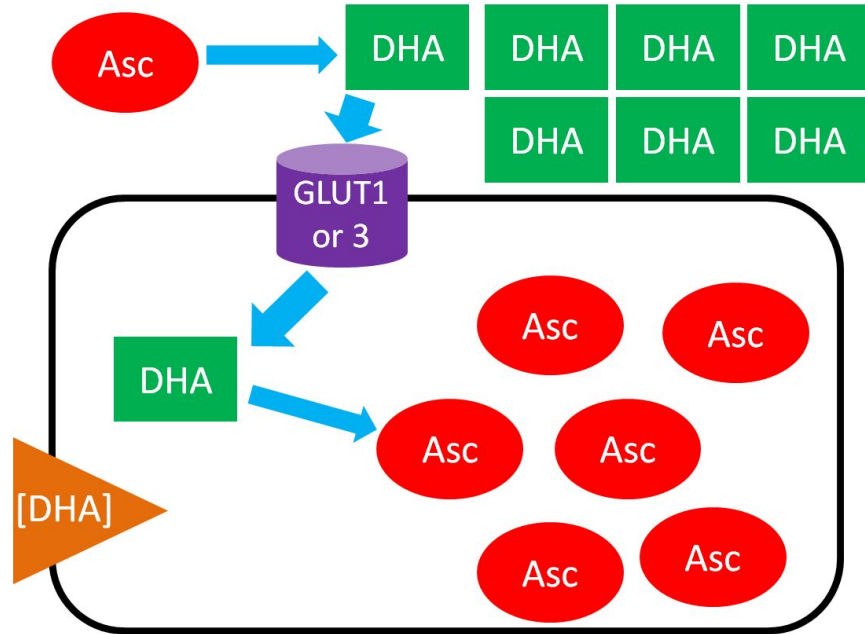 Asc
DHA DHA DHA DHA
DHA DHA DHA
GLUT1
or 3
Asc
Asc
DHA
Asc
Asc
[DHA]
Asc
Asc